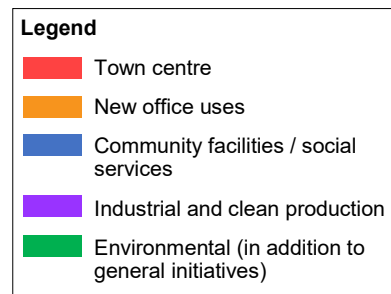 Legend
Town centre
New office uses
Community facilities / social
services
Industrial and clean production
Environmental (in addition to
general initiatives)